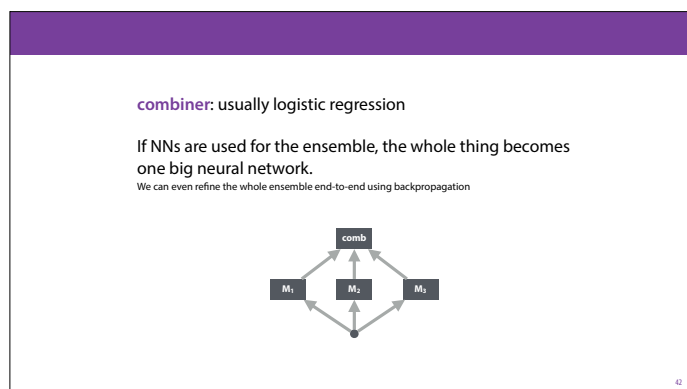 combiner: usually logistic regression
If NNs are used for the ensemble, the whole thing becomes
one big neural network.
We can even refine the whole ensemble end-to-end using backpropagation
comb
M₁ M₂ M₃
42